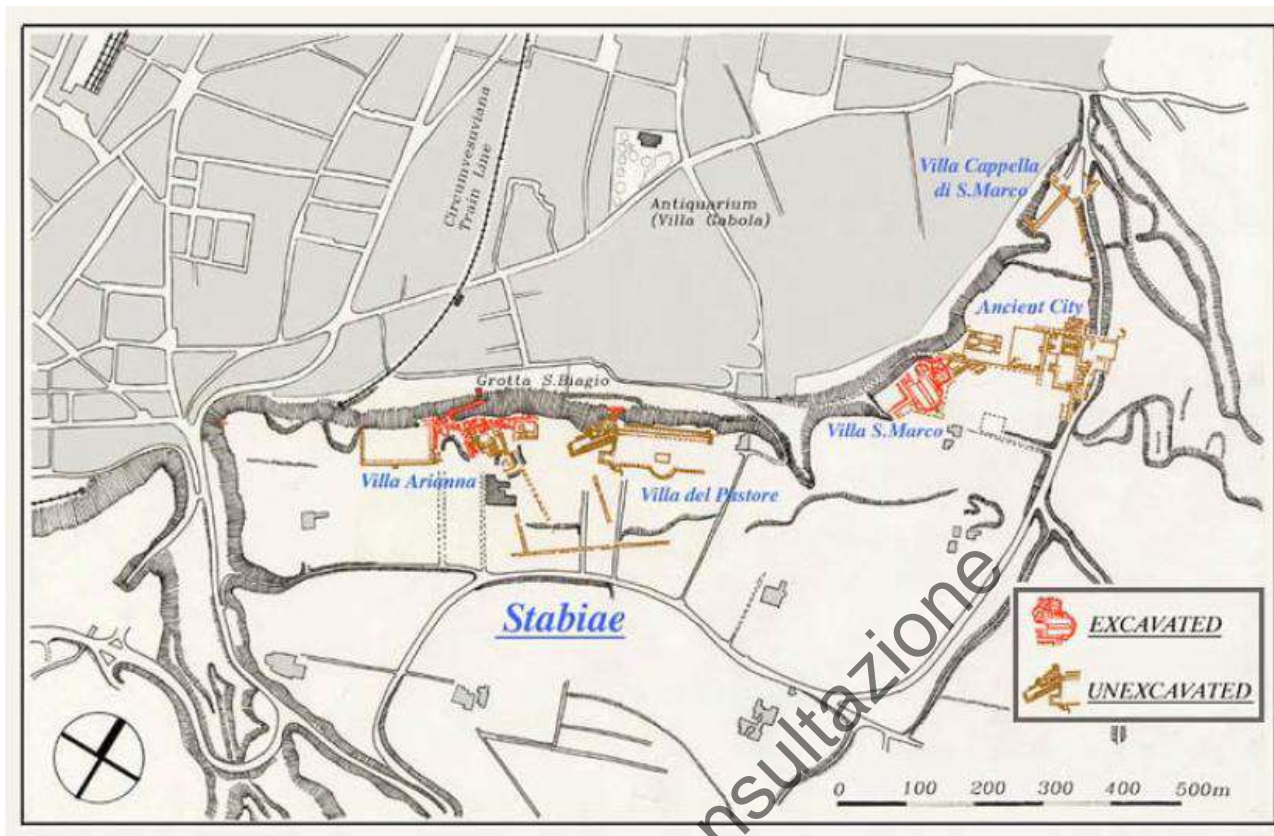 Circumvesuviana
Train Line
Antiquarium
(Villa Gabola)
Villa Cappella
di S.Marco
Ancient City
Grotta S.Biagio
Villa S.Marco
Villa Arianna
Villa del Pastore
Stabiae
EXCAVATED
UNEXCAVATED
0 100 200 300 400 500m
nsultazione